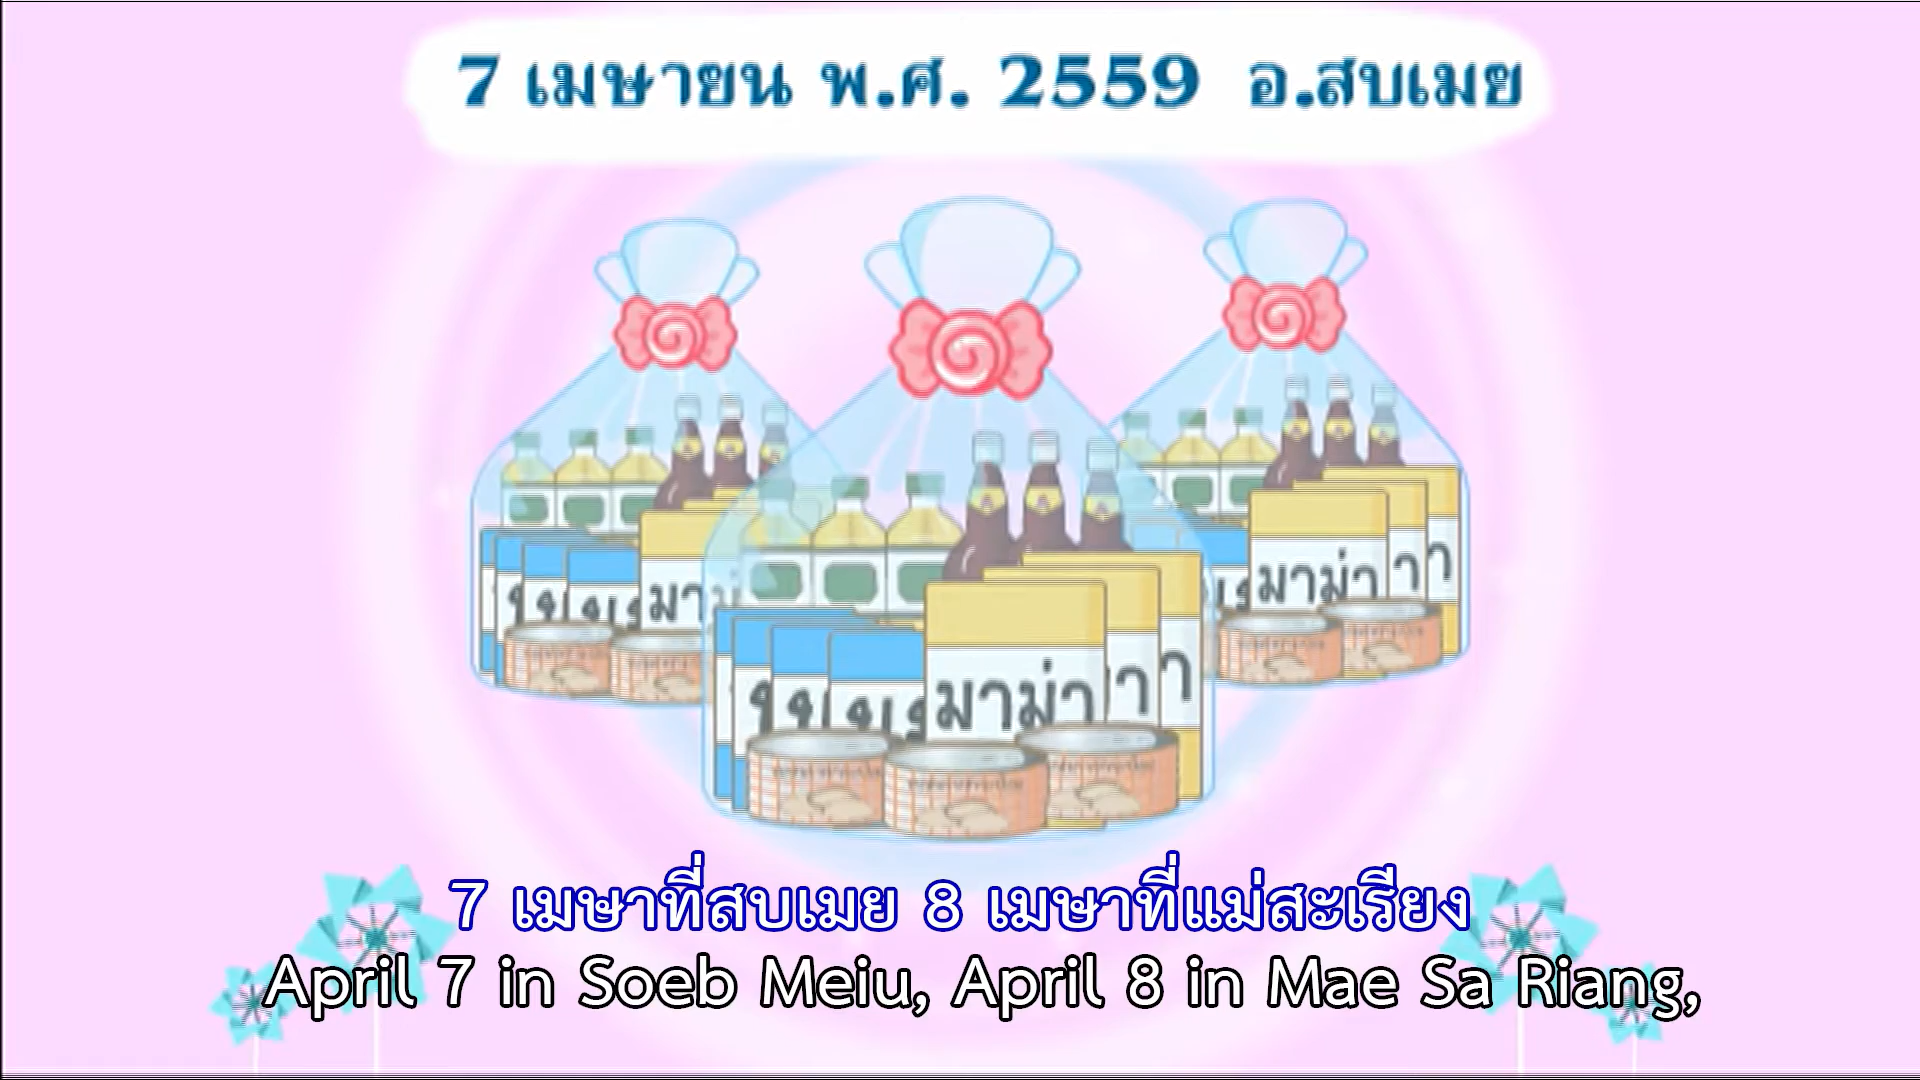 7 เมษายน พ.ศ. 2559 อ.สบเมย
มาม่า
มาม่า
มาม่า
7 เมษาที่สบเมย 8 เมษาที่แม่สะเรียง
April 7 in Soeb Meiu, April 8 in Mae Sa Riang,